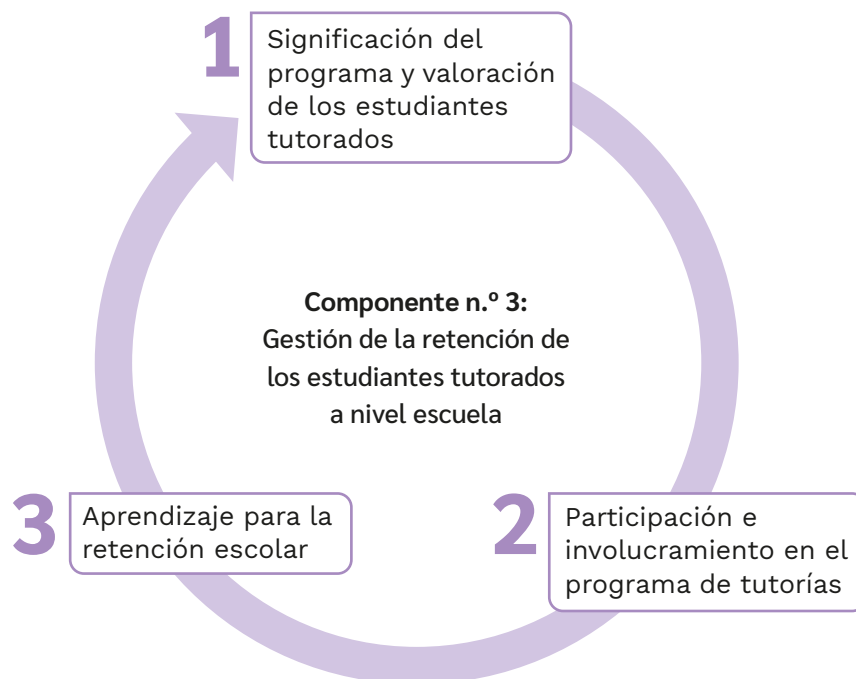 1
Significación del
programa y valoración
de los estudiantes
tutorados
Componente n.º 3:
Gestión de la retención de
los estudiantes tutorados
a nivel escuela
3
Aprendizaje para la
retención escolar
2
Participación e
involucramiento en el
programa de tutorías